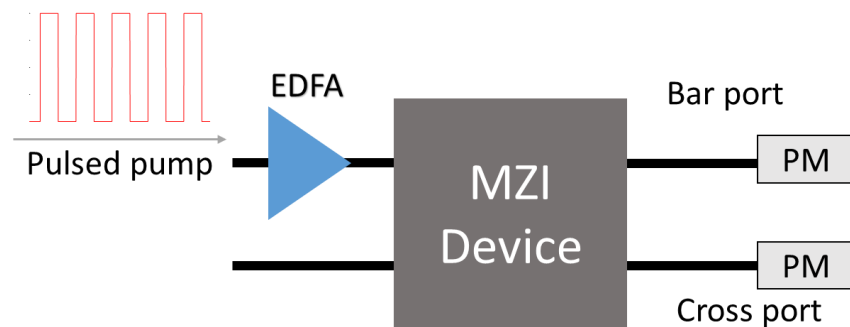 EDFA
Bar port
Pulsed pump
PM
MZI
Device
PM
Cross port